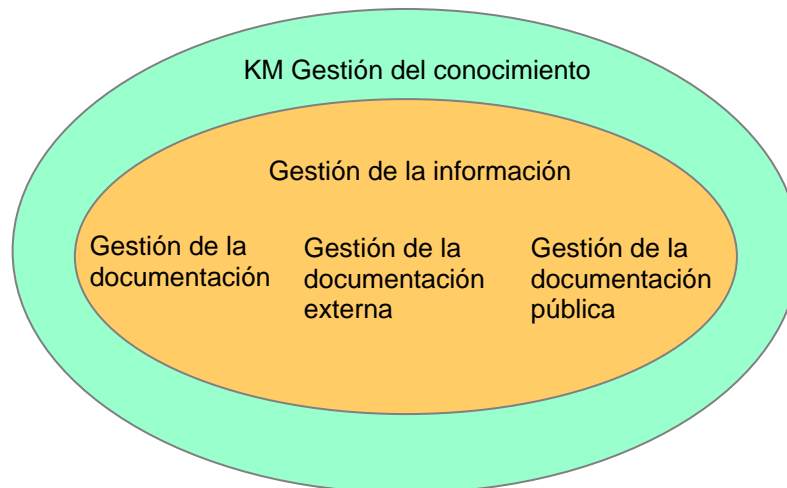 KM Gestión del conocimiento
Gestión de la información
Gestión de la
documentación
Gestión de la
documentación
externa
Gestión de la
documentación
pública